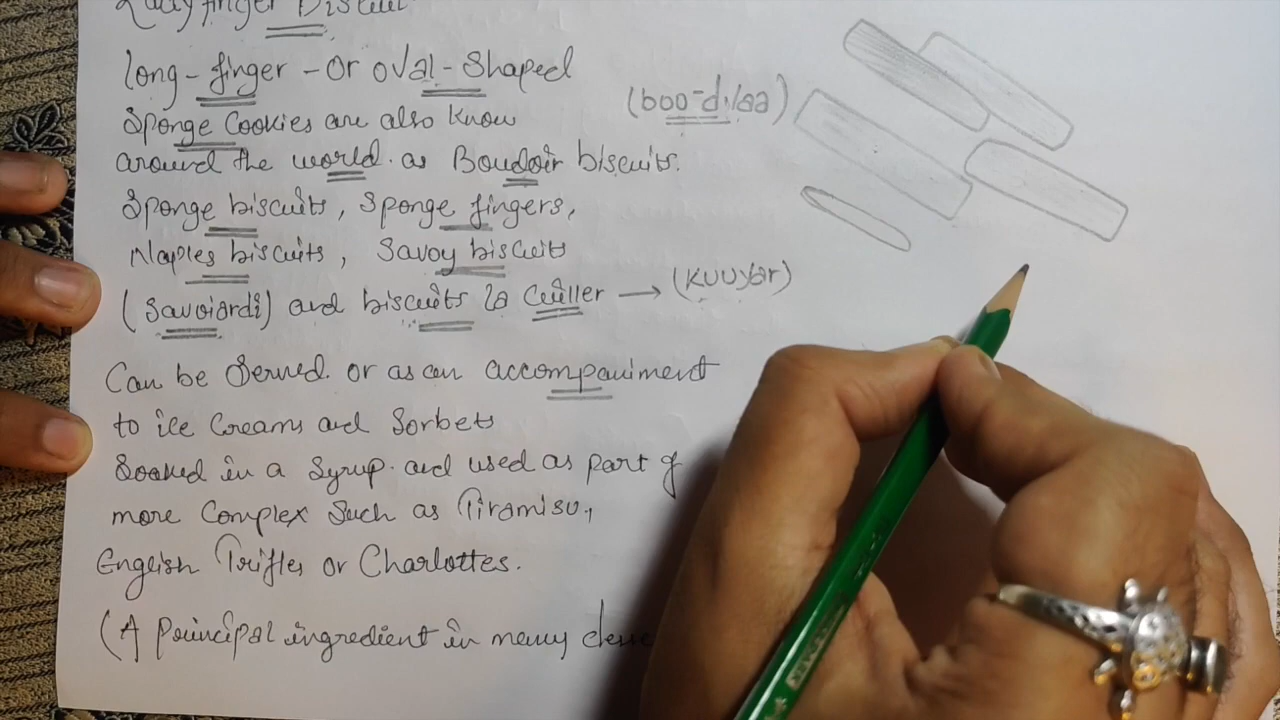 Ladyfinger Biscuit
long-finger-Or oval-Shaped
(boo-d.laa)
Sponge Cookies are also know
around the world. as Boudoir biscuits.
Sponge biscuits, Sponge fingers,
Naples biscuits, Savoy biscuits
(Savoiardi) and biscuits la Cuiller → (kuuyar)
Can be Served. or as an accompaniment
to ice Creams and Sorbets
Soaked in a Syrup. and used as part of
more Complex Such as Tiramisu,
English Trifles or Charlottes.
(A principal ingredient in many